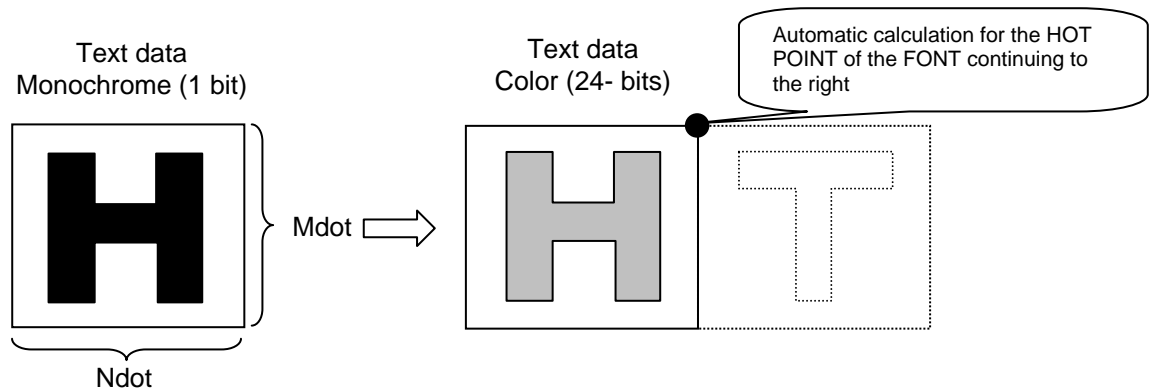 Text data
Monochrome (1 bit)
H
Mdot
Ndot
Text data
Color (24- bits)
H
T
Automatic calculation for the HOT
POINT of the FONT continuing to
the right